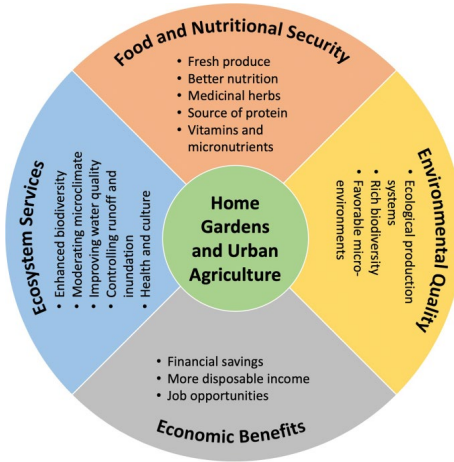 Food and Nutritional Security
• Fresh produce
• Better nutrition
• Medicinal herbs
• Source of protein
• Vitamins and
micronutrients
Environmental Quality
• Ecological production
systems
• Rich biodiversity
• Favorable micro-
environments
Home
Gardens
and Urban
Agriculture
Ecosystem Services
• Enhanced biodiversity
• Moderating microclimate
• Improving water quality
• Controlling runoff and
inundation
• Health and culture
• Financial savings
• More disposable income
• Job opportunities
Economic Benefits